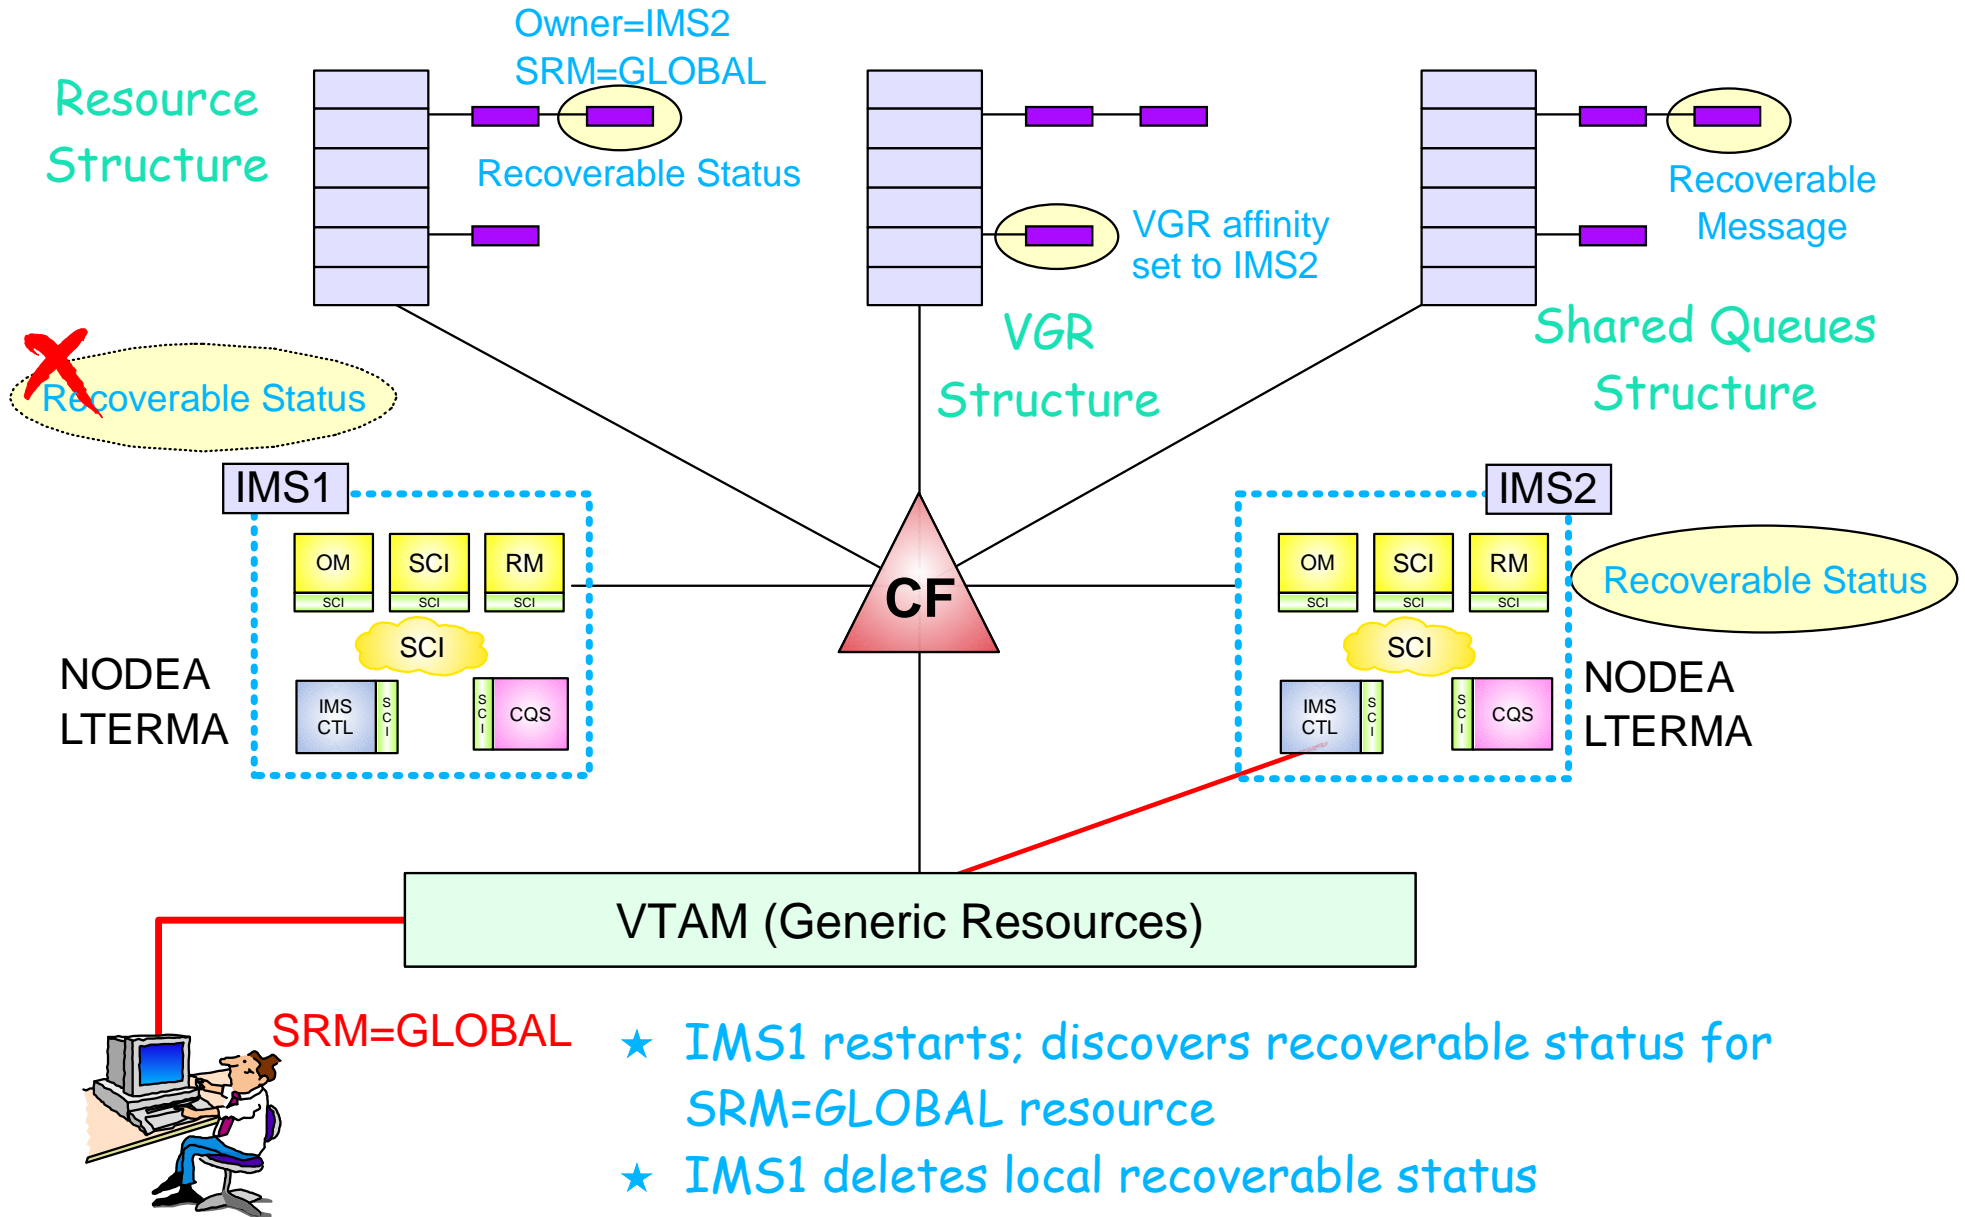 Owner=IMS2
SRM=GLOBAL
Resource
Structure
Recoverable Status
VGR affinity
set to IMS2
Recoverable
Message
VGR
Structure
Shared Queues
Structure
Recoverable Status
IMS1
IMS2
OM
SCI
RM
SCI
SCI
SCI
SCI
IMS
CTL
SCI
SCI
CQS
NODEA
LTERMA
CF
OM
SCI
RM
SCI
SCI
SCI
SCI
IMS
CTL
SCI
SCI
CQS
Recoverable Status
NODEA
LTERMA
VTAM (Generic Resources)
SRM=GLOBAL
★ IMS1 restarts; discovers recoverable status for
SRM=GLOBAL resource
★ IMS1 deletes local recoverable status